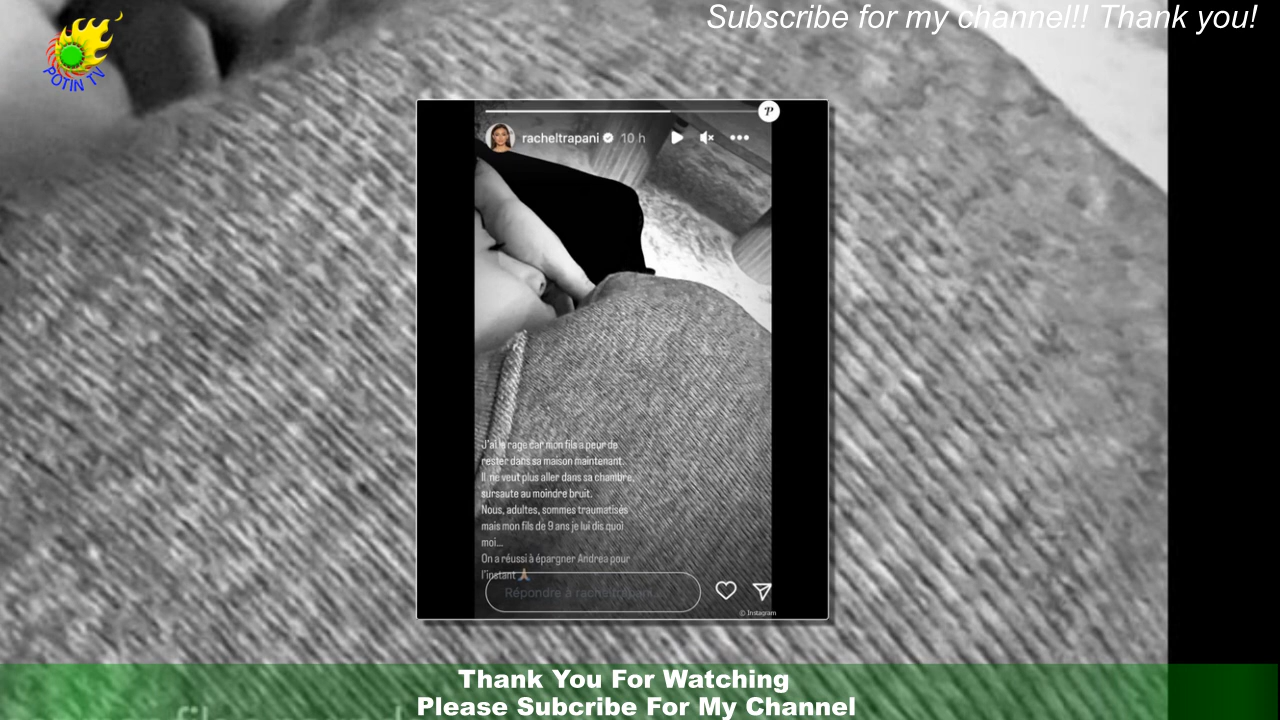 Subscribe for my channel!! Thank you!
POTIN TV
P
racheltrapani 10 h
J'ai la rage car mon fils a peur de
rester dans sa maison maintenant.
Il ne veut plus aller dans sa chambre,
sursaute au moindre bruit.
Nous, adultes, sommes traumatisés
mais mon fils de 9 ans je lui dis quoi
moi...
On a réussi à épargner Andrea pour
l'instant 🙏
Répondre à racheltrapani...
© Instagram
Thank You For Watching
Please Subcribe For My Channel